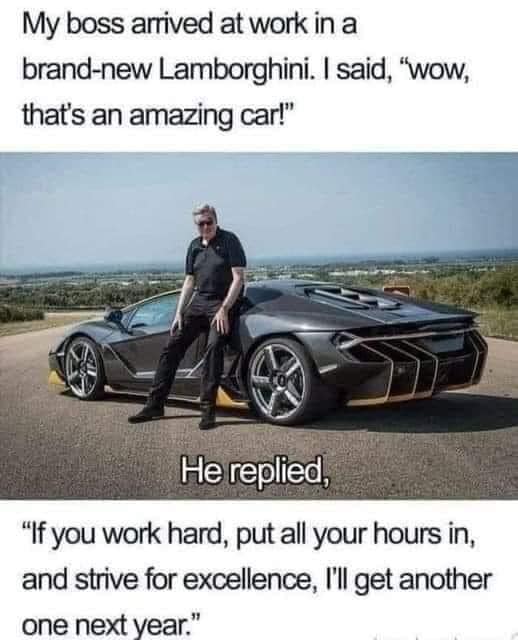 My boss arrived at work in a
brand-new Lamborghini. I said, “wow,
that's an amazing car!”
He replied,
“If you work hard, put all your hours in,
and strive for excellence, I'll get another
one next year.”